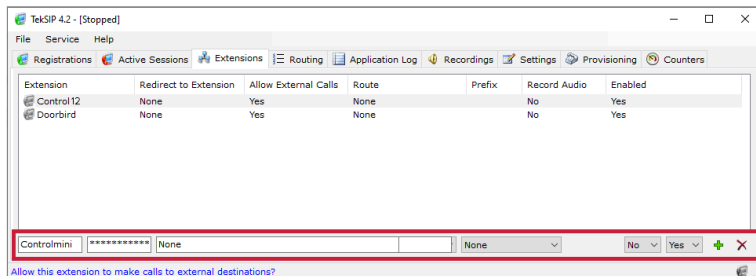 TekSIP 4.2 - [Stopped]
File Service Help
Registrations Active Sessions Extensions Routing Application Log Recordings Settings Provisioning Counters
Extension Redirect to Extension Allow External Calls Route Prefix Record Audio Enabled
Control12 None Yes None No Yes
Doorbird None Yes None No Yes
Controlmini *********** None None No Yes
Allow this extension to make calls to external destinations?